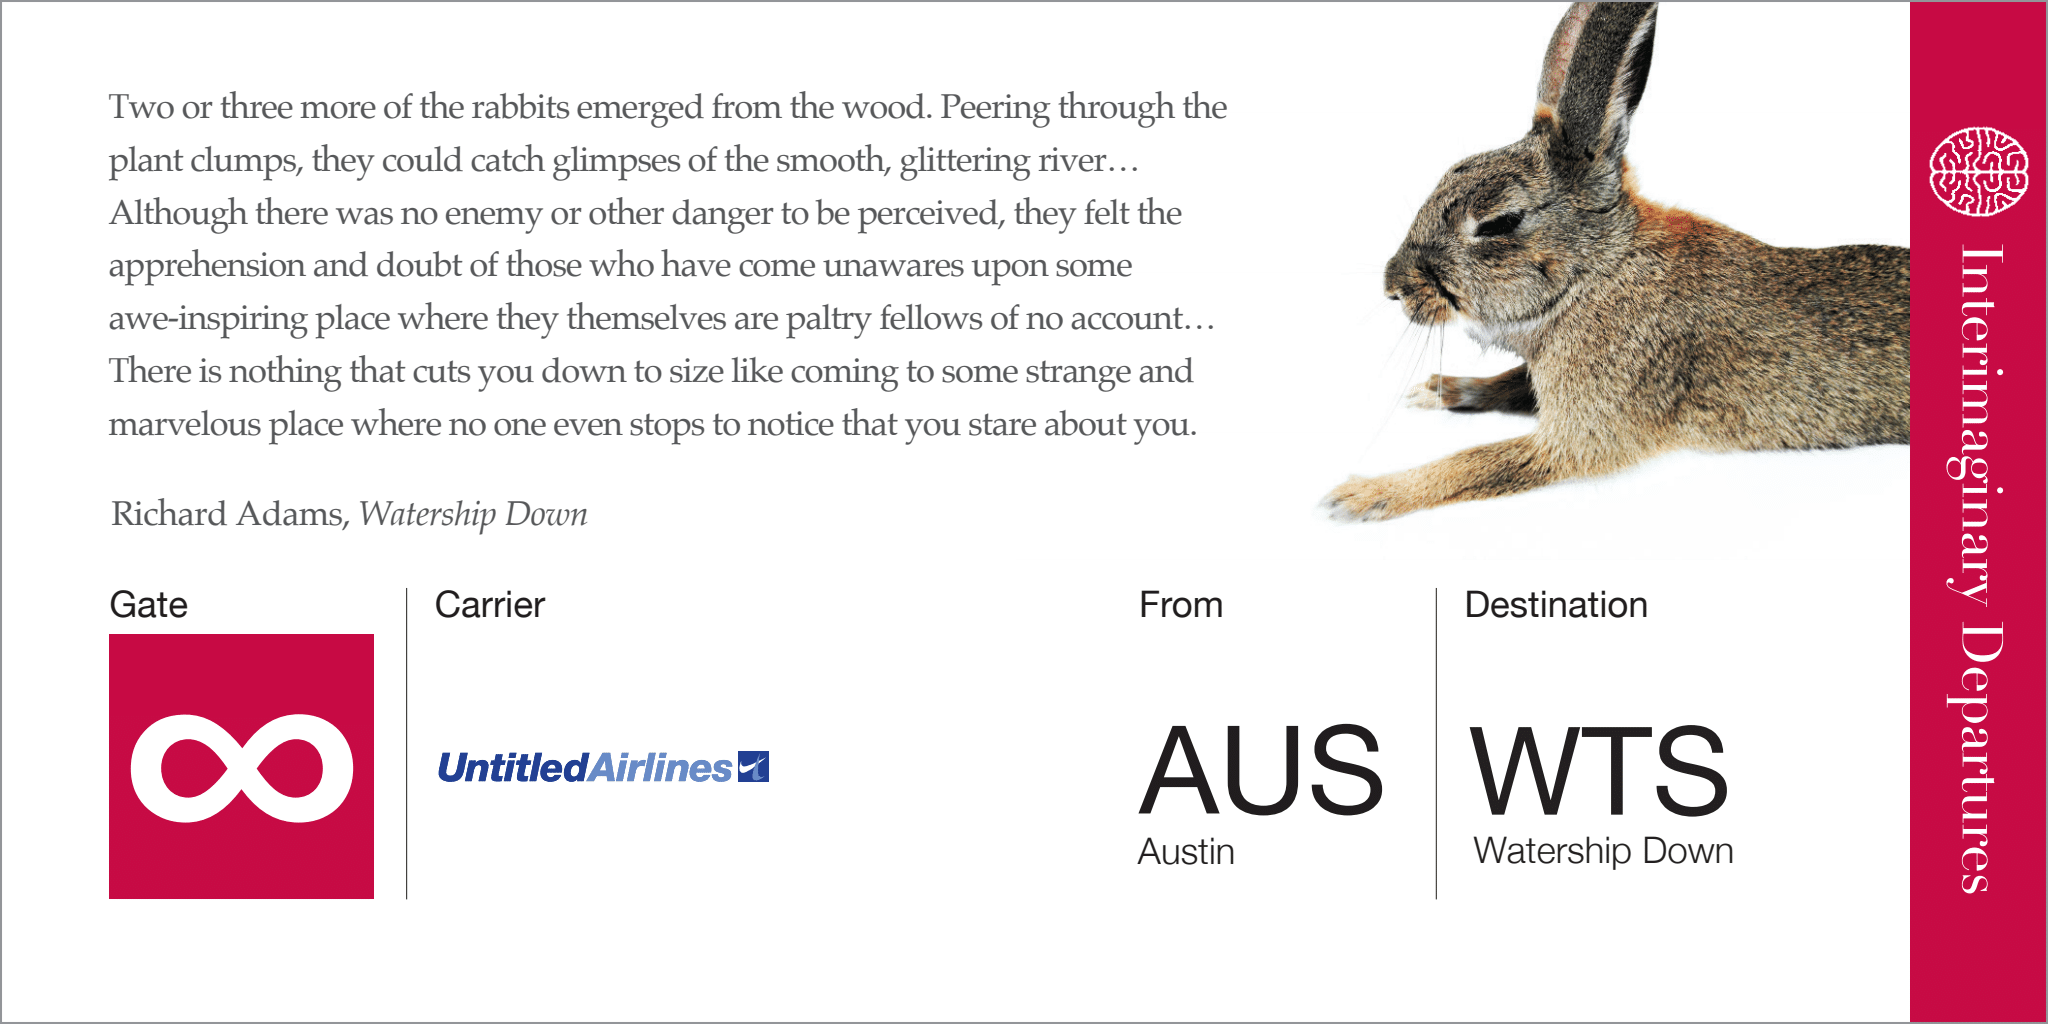 Two or three more of the rabbits emerged from the wood. Peering through the
plant clumps, they could catch glimpses of the smooth, glittering river…
Although there was no enemy or other danger to be perceived, they felt the
apprehension and doubt of those who have come unawares upon some
awe-inspiring place where they themselves are paltry fellows of no account…
There is nothing that cuts you down to size like coming to some strange and
marvelous place where no one even stops to notice that you stare about you.
Richard Adams, Watership Down
Gate
∞
Carrier
UntitledAirlines
From
AUS
Austin
Destination
WTS
Watership Down
Interimaginary Departures